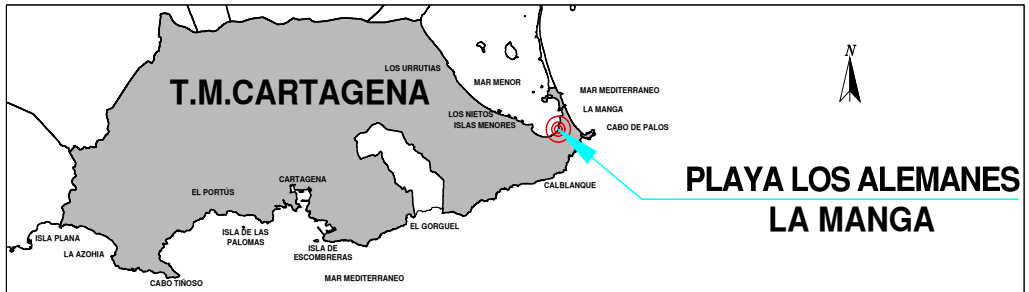 LOS URRUTIAS
MAR MENOR
N
T.M.CARTAGENA
MAR MEDITERRANEO
LA MANGA
LOS NIETOS
ISLAS MENORES
CABO DE PALOS
CARTAGENA
CALBLANQUE
PLAYA LOS ALEMANES
LA MANGA
EL PORTÚS
EL GORGUEL
ISLA PLANA
LA AZOHIA
ISLA DE LAS
PALOMAS
ISLA DE
ESCOMBRERAS
CABO TIÑOSO
MAR MEDITERRANEO